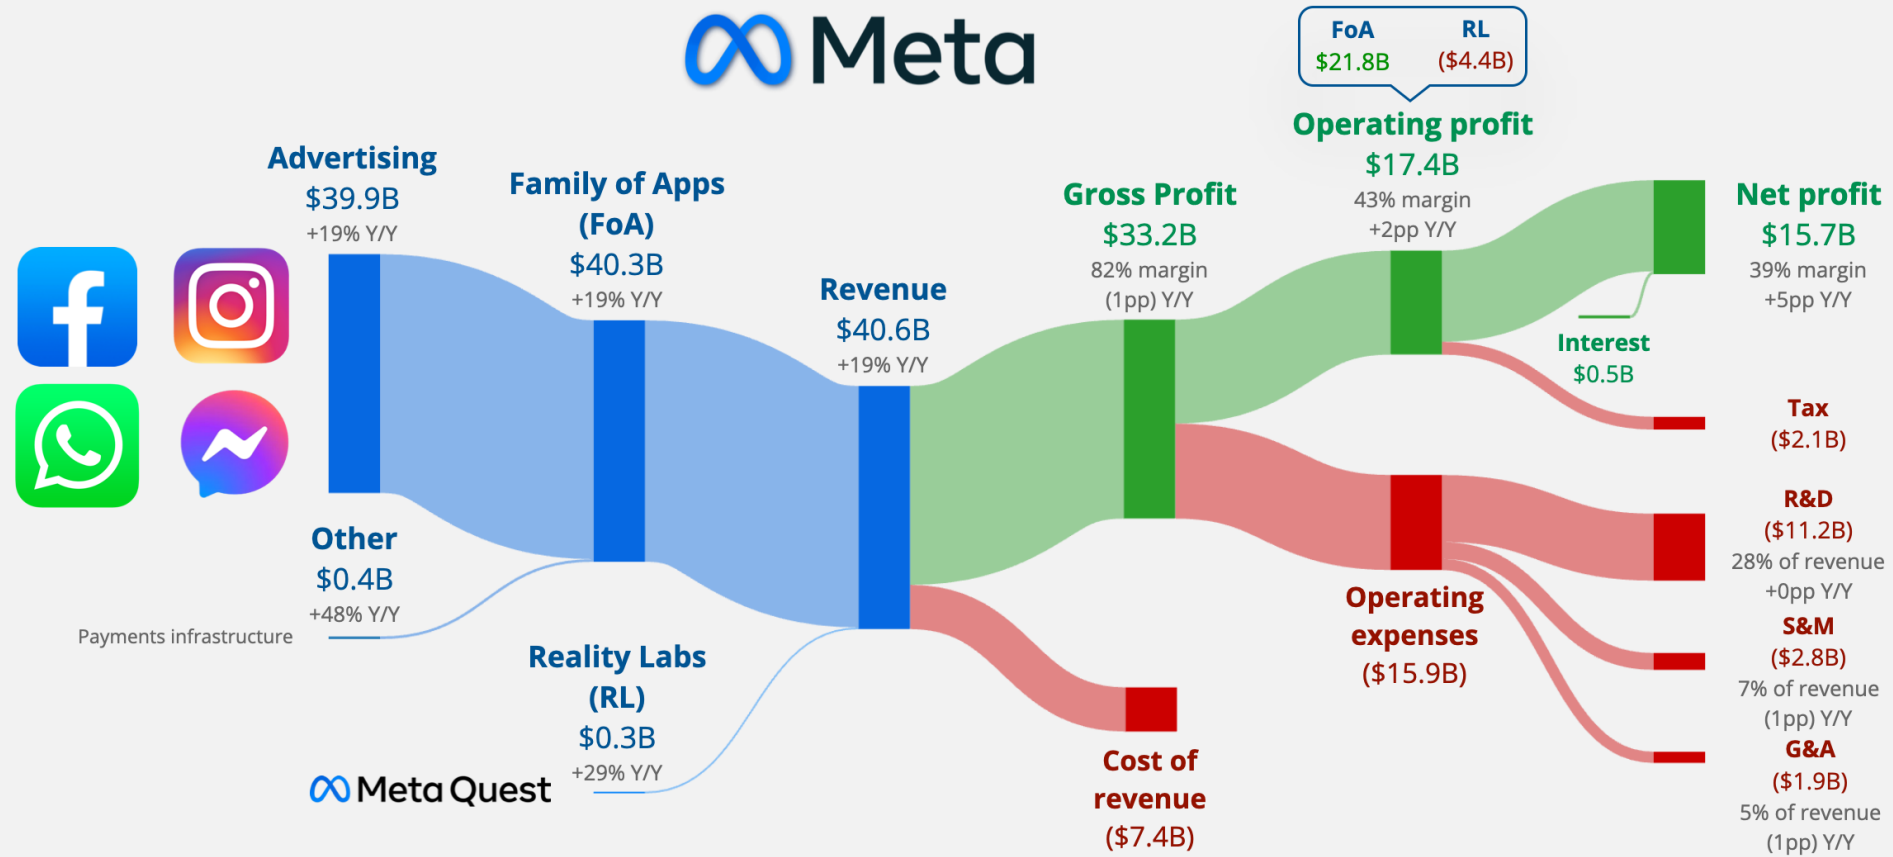 Meta
FoA RL
$21.8B ($4.4B)
Operating profit
$17.4B
43% margin
+2pp Y/Y
Advertising
$39.9B
+19% Y/Y
Family of Apps
(FoA)
$40.3B
+19% Y/Y
Revenue
$40.6B
+19% Y/Y
Gross Profit
$33.2B
82% margin
(1pp) Y/Y
Net profit
$15.7B
39% margin
+5pp Y/Y
Interest
$0.5B
Tax
($2.1B)
R&D
($11.2B)
28% of revenue
+0pp Y/Y
S&M
($2.8B)
7% of revenue
(1pp) Y/Y
G&A
($1.9B)
5% of revenue
(1pp) Y/Y
Operating
expenses
($15.9B)
Other
$0.4B
+48% Y/Y
Payments infrastructure
Reality Labs
(RL)
$0.3B
+29% Y/Y
Meta Quest
Cost of
revenue
($7.4B)